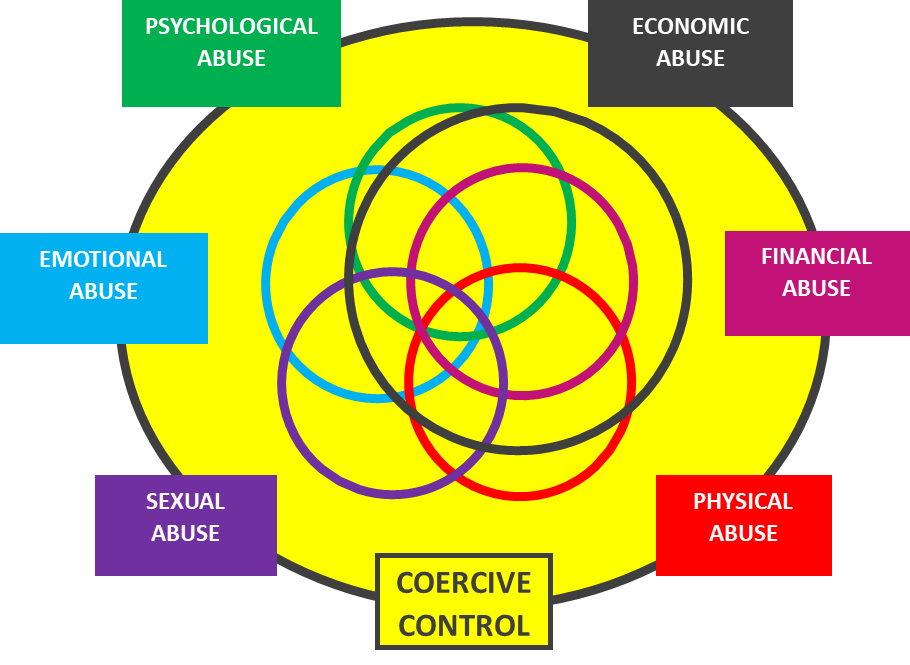 PSYCHOLOGICAL
ABUSE
ECONOMIC
ABUSE
EMOTIONAL
ABUSE
FINANCIAL
ABUSE
SEXUAL
ABUSE
PHYSICAL
ABUSE
COERCIVE
CONTROL